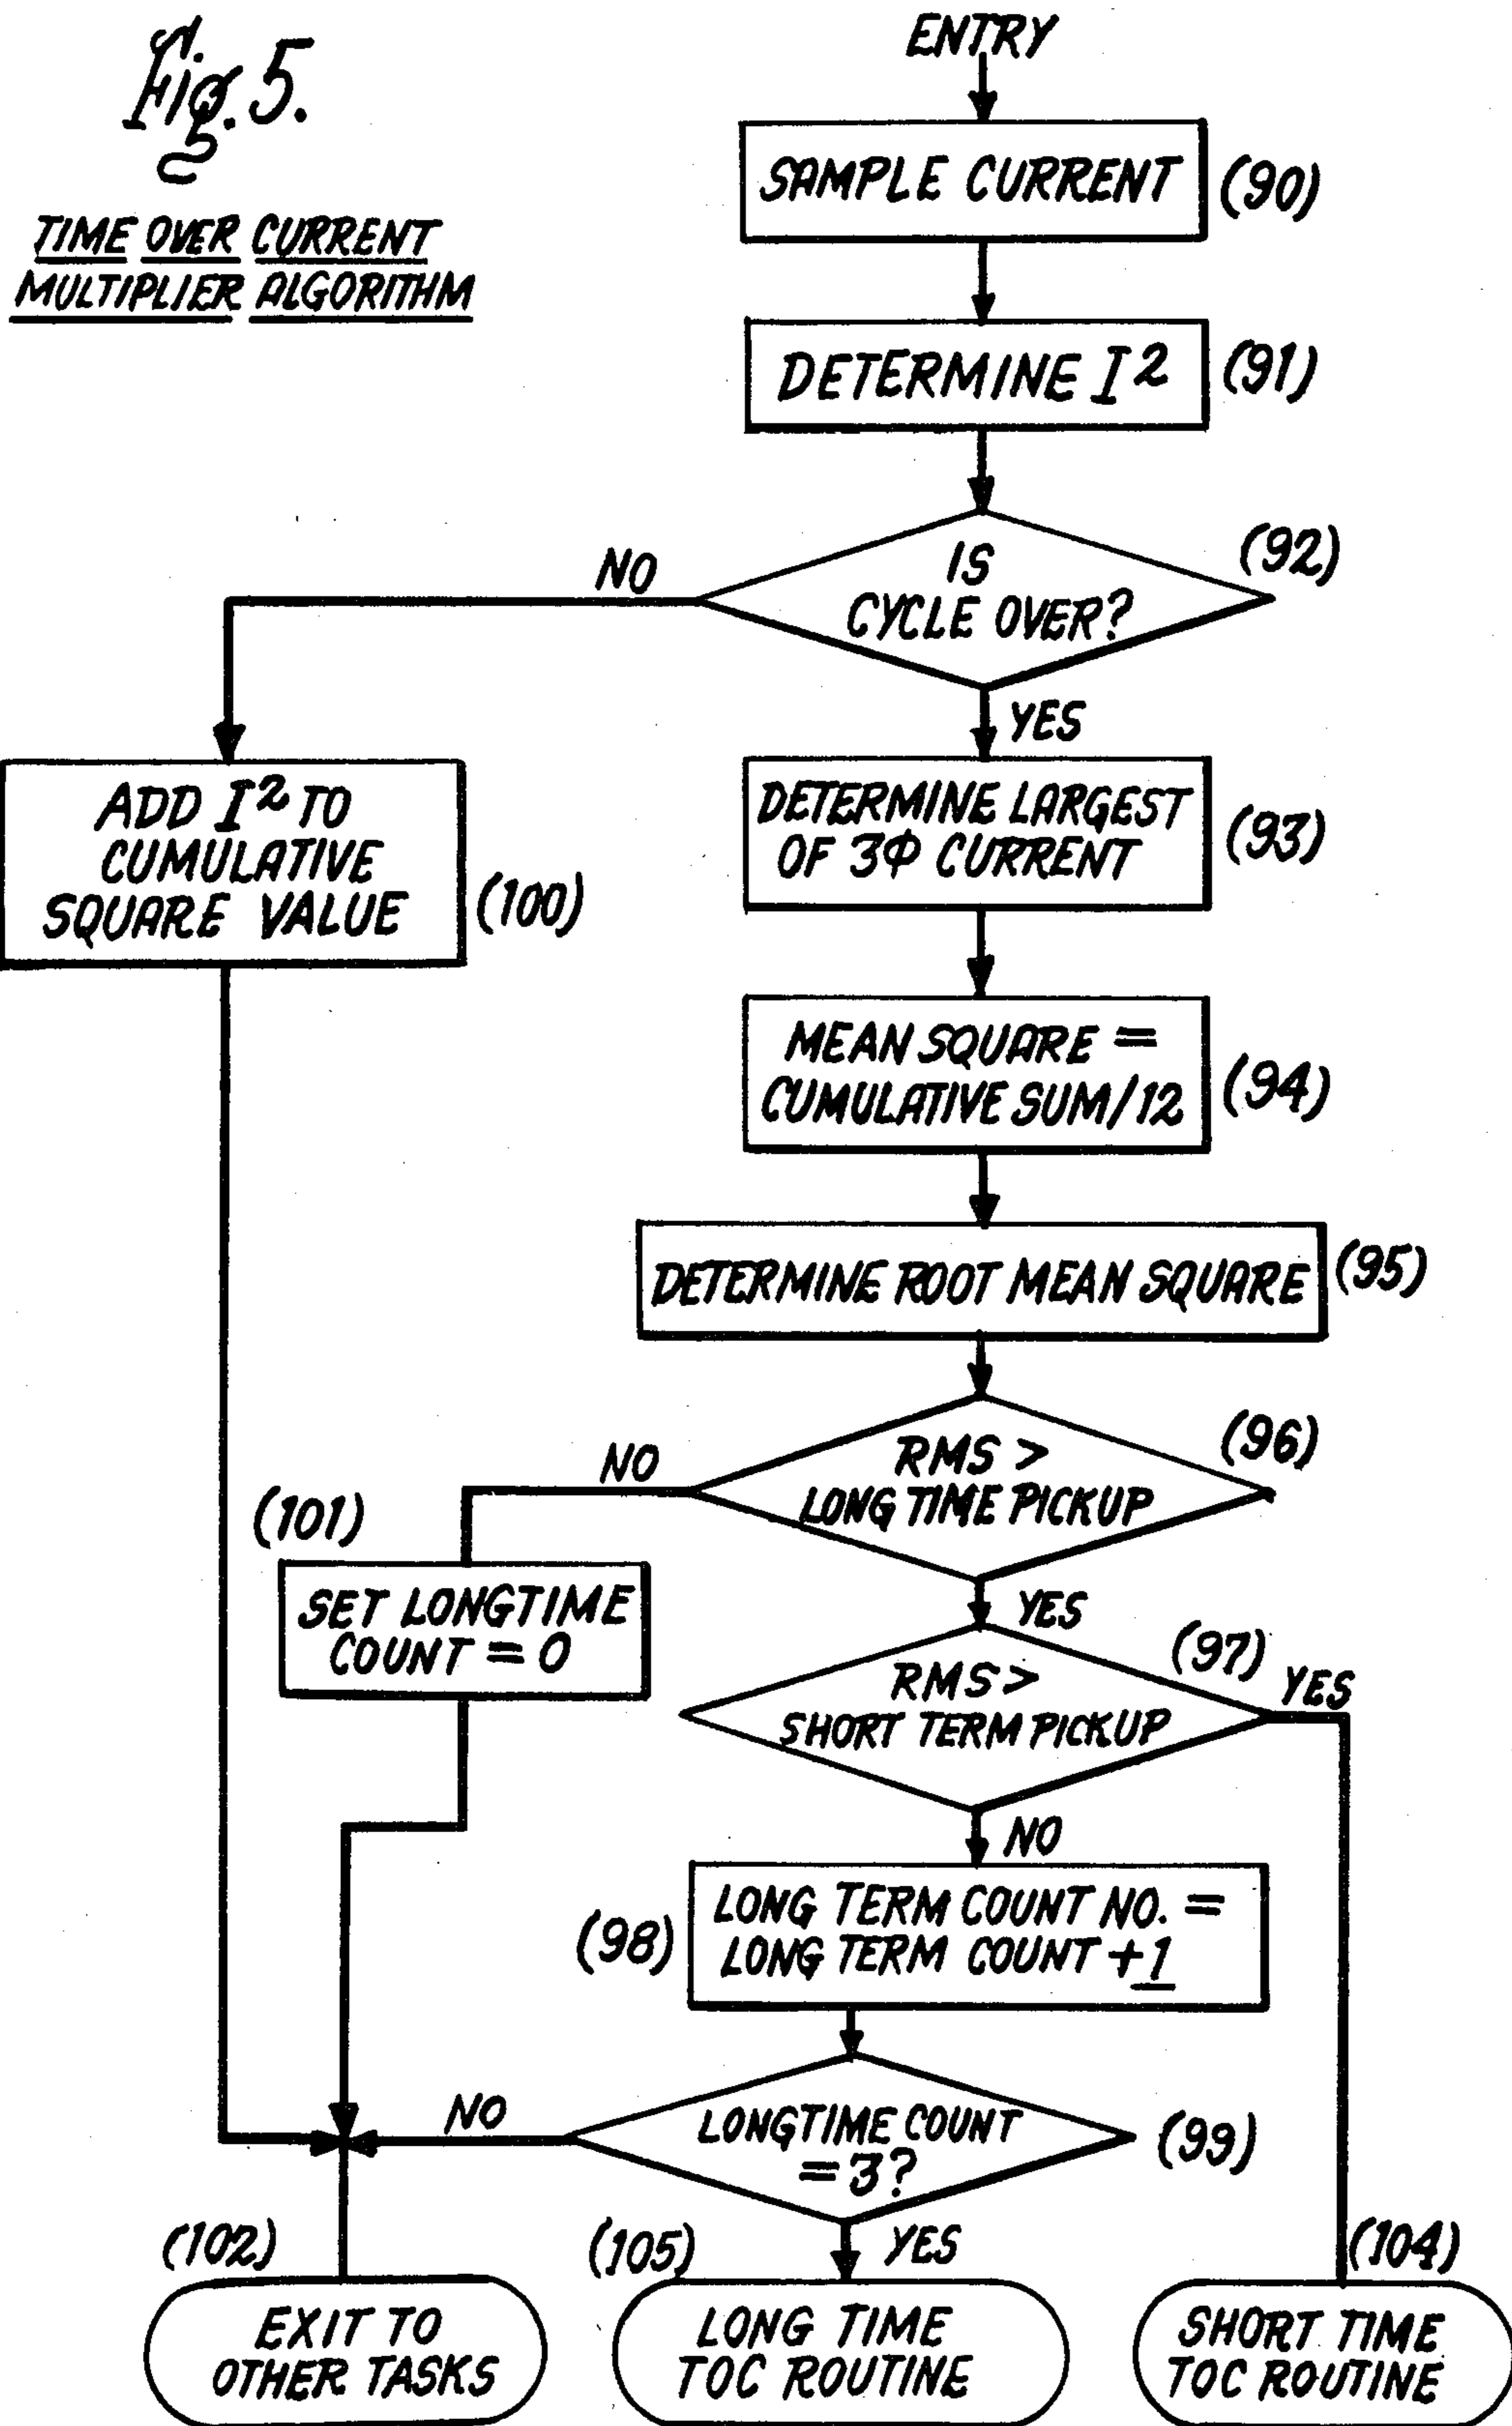 Fig. 5.
TIME OVER CURRENT
MULTIPLIER ALGORITHM
ENTRY
SAMPLE CURRENT
(90)
DETERMINE I²
(91)
IS
CYCLE OVER?
(92)
NO
YES
ADD I² TO
CUMULATIVE
SQUARE VALUE
(100)
DETERMINE LARGEST
OF 3Φ CURRENT
(93)
MEAN SQUARE =
CUMULATIVE SUM/12
(94)
DETERMINE ROOT MEAN SQUARE
(95)
RMS >
LONG TIME PICKUP
(96)
NO
YES
(101)
SET LONGTIME
COUNT = 0
RMS >
SHORT TERM PICKUP
(97)
YES
NO
(98)
LONG TERM COUNT NO. =
LONG TERM COUNT +1
LONGTIME COUNT
=3?
(99)
NO
YES
(102)
EXIT TO
OTHER TASKS
(105)
LONG TIME
TOC ROUTINE
(104)
SHORT TIME
TOC ROUTINE